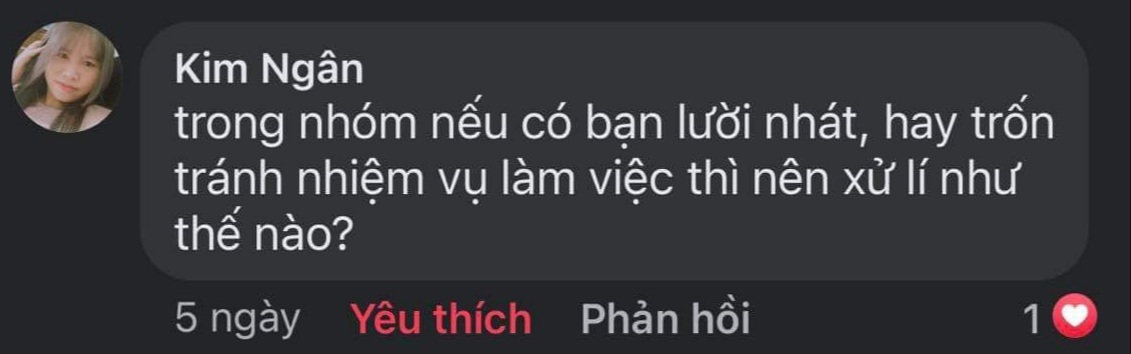 Kim Ngân
trong nhóm nếu có bạn lười nhát, hay trốn
tránh nhiệm vụ làm việc thì nên xử lí như
thế nào?
5 ngày Yêu thích Phản hồi 1